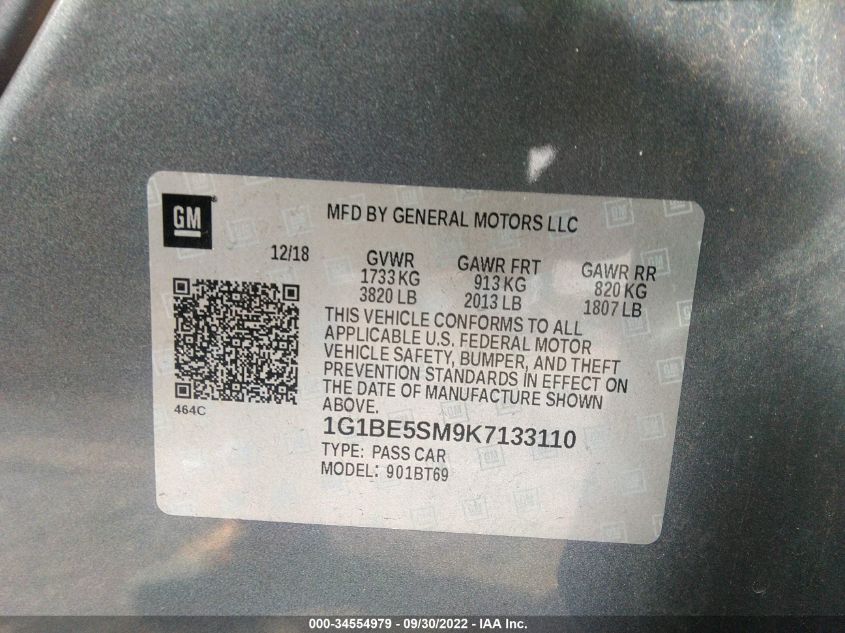 GM
MFD BY GENERAL MOTORS LLC
12/18
GVWR
1733 KG
3820 LB
GAWR FRT
913 KG
2013 LB
GAWR RR
820 KG
1807 LB
THIS VEHICLE CONFORMS TO ALL
APPLICABLE U.S. FEDERAL MOTOR
VEHICLE SAFETY, BUMPER, AND THEFT
PREVENTION STANDARDS IN EFFECT ON
THE DATE OF MANUFACTURE SHOWN
ABOVE.
464C
1G1BE5SM9K7133110
TYPE: PASS CAR
MODEL: 901BT69
000-34554979 - 09/30/2022 - IAA Inc.